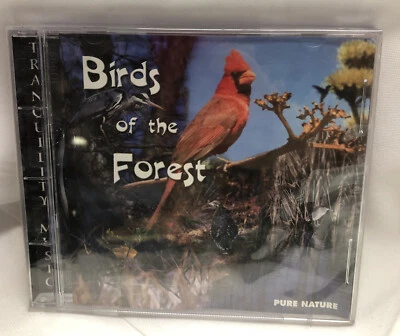 TRANQUILITY MUSIC
Birds
of the
Forest
PURE NATURE